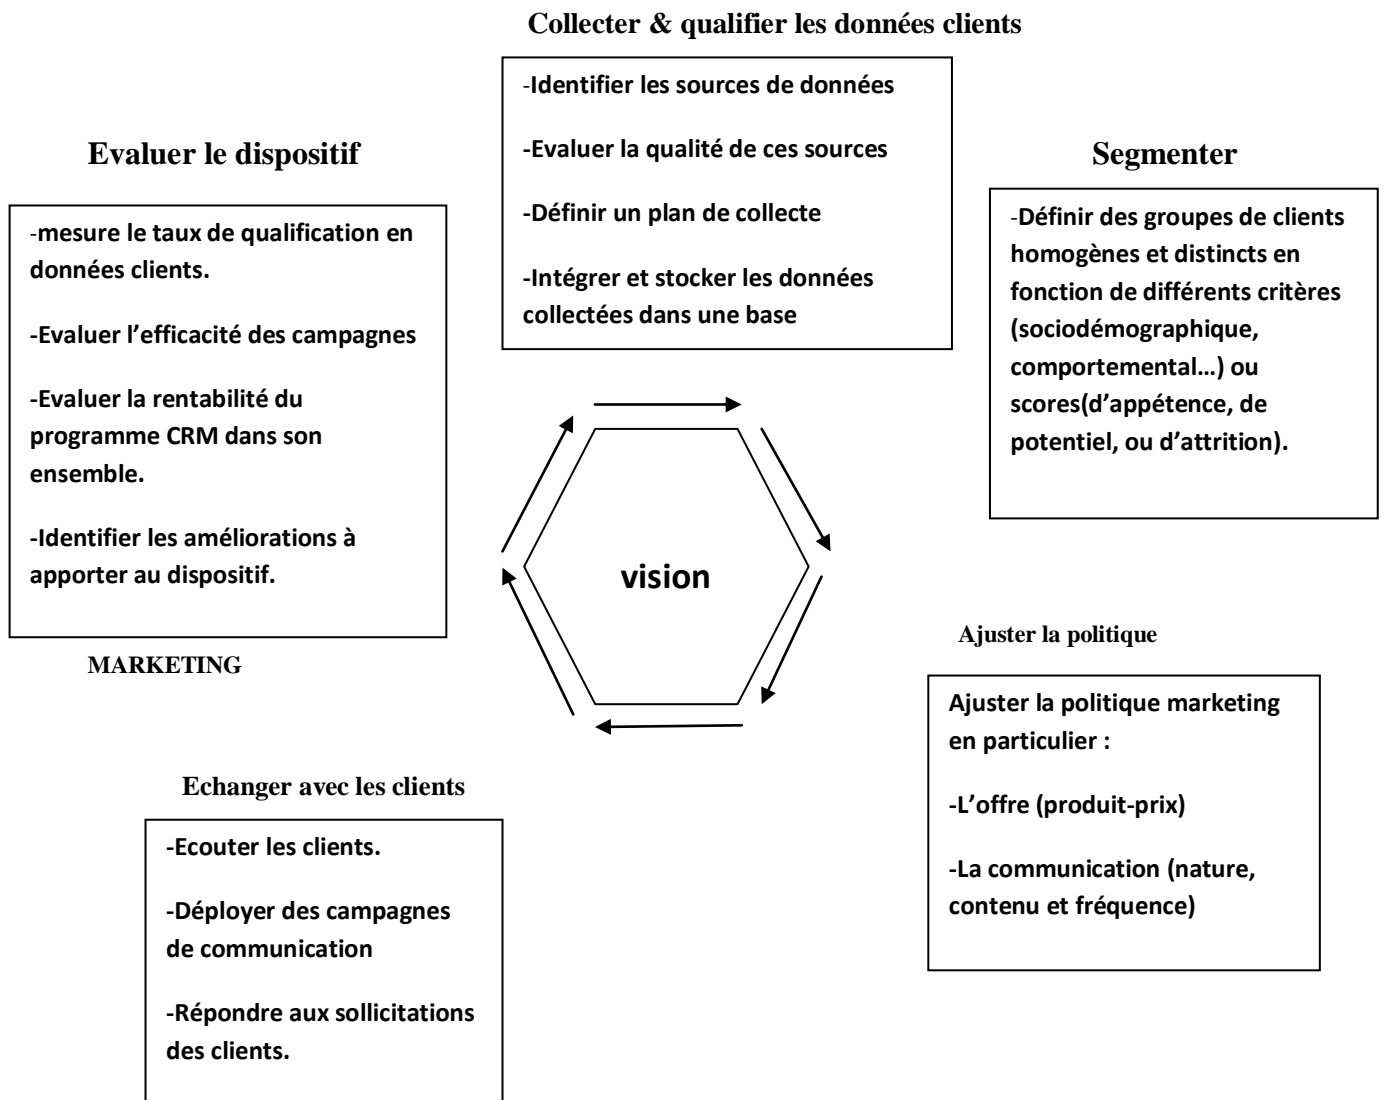 Collecter & qualifier les données clients
-Identifier les sources de données
-Evaluer la qualité de ces sources
-Définir un plan de collecte
-Intégrer et stocker les données
collectées dans une base
Evaluer le dispositif
-mesure le taux de qualification en
données clients.
-Evaluer l’efficacité des campagnes
-Evaluer la rentabilité du
programme CRM dans son
ensemble.
-Identifier les améliorations à
apporter au dispositif.
MARKETING
Segmenter
-Définir des groupes de clients
homogènes et distincts en
fonction de différents critères
(sociodémographique,
comportemental…) ou
scores(d’appétence, de
potentiel, ou d’attrition).
vision
Ajuster la politique
Ajuster la politique marketing
en particulier :
-L’offre (produit-prix)
-La communication (nature,
contenu et fréquence)
Echanger avec les clients
-Ecouter les clients.
-Déployer des campagnes
de communication
-Répondre aux sollicitations
des clients.